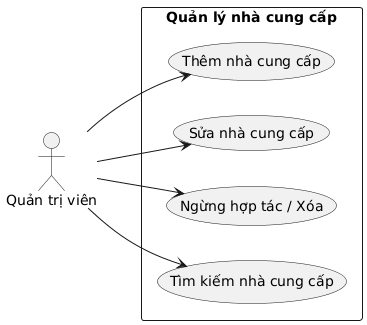 Quản lý nhà cung cấp
Thêm nhà cung cấp
Sửa nhà cung cấp
Quản trị viên
Ngừng hợp tác / Xóa
Tìm kiếm nhà cung cấp